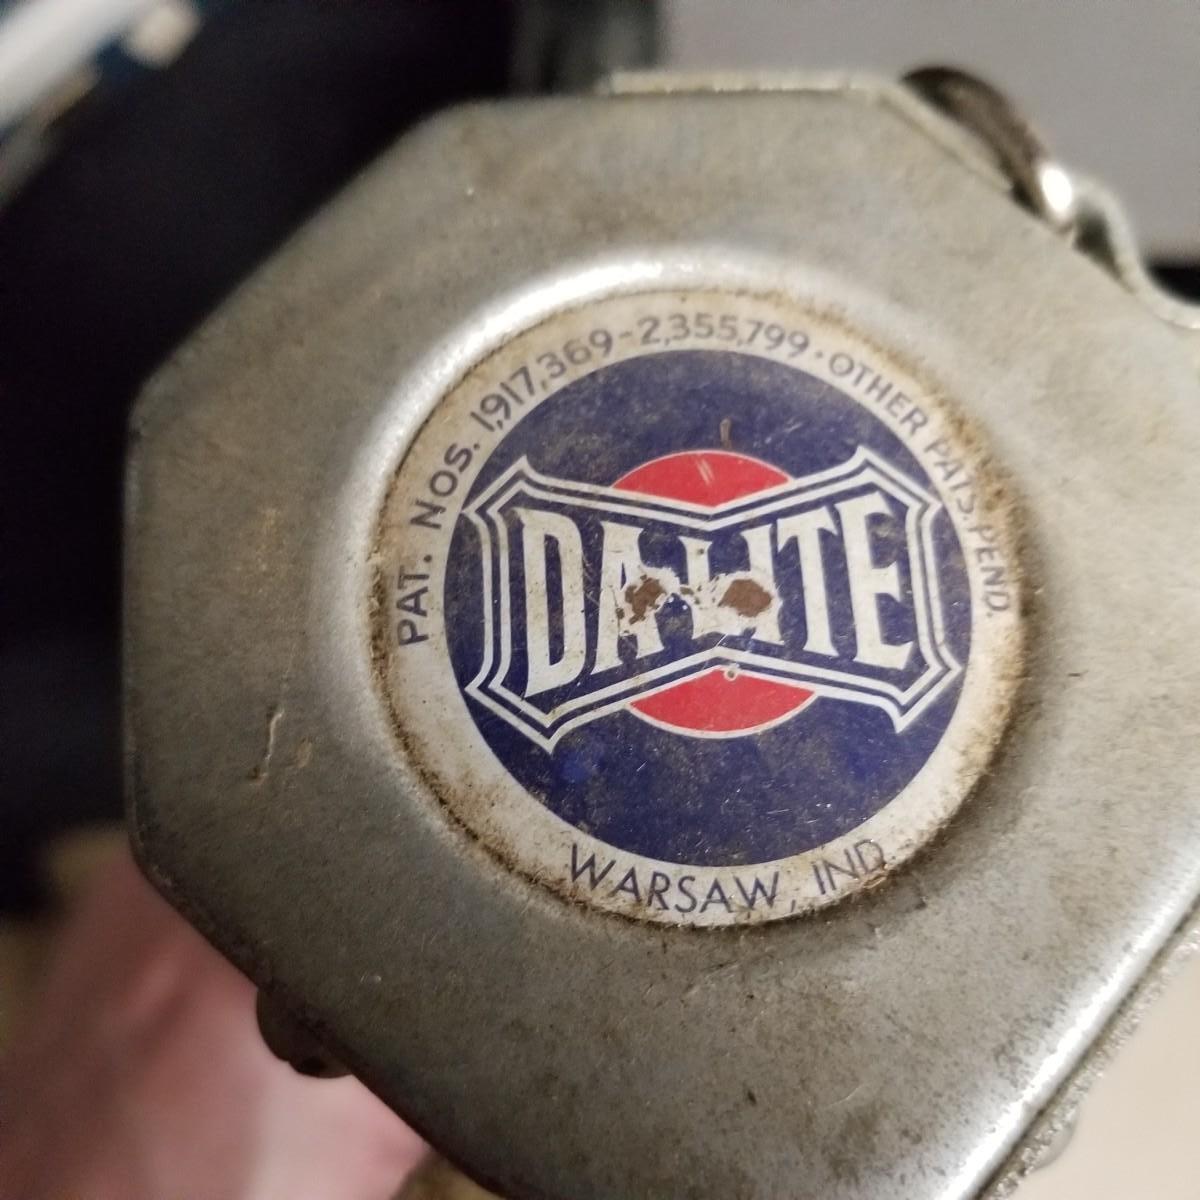 PAT. NOS. 1,917,369-2,355,799 · OTHER PATS. PEND.
DA-LITE
WARSAW, IND.